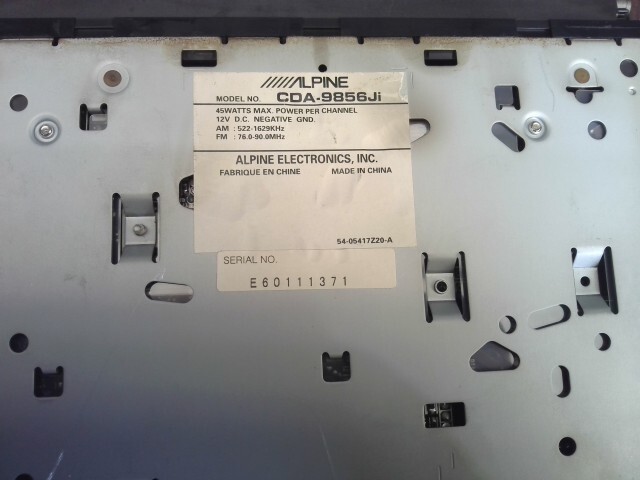 ALPINE
MODEL NO. CDA-9856Ji
45WATTS MAX. POWER PER CHANNEL
12V D.C. NEGATIVE GND.
AM : 522-1629KHz
FM : 76.0-90.0MHz
ALPINE ELECTRONICS, INC.
FABRIQUE EN CHINE MADE IN CHINA
54-05417Z20-A
SERIAL NO.
E60111371